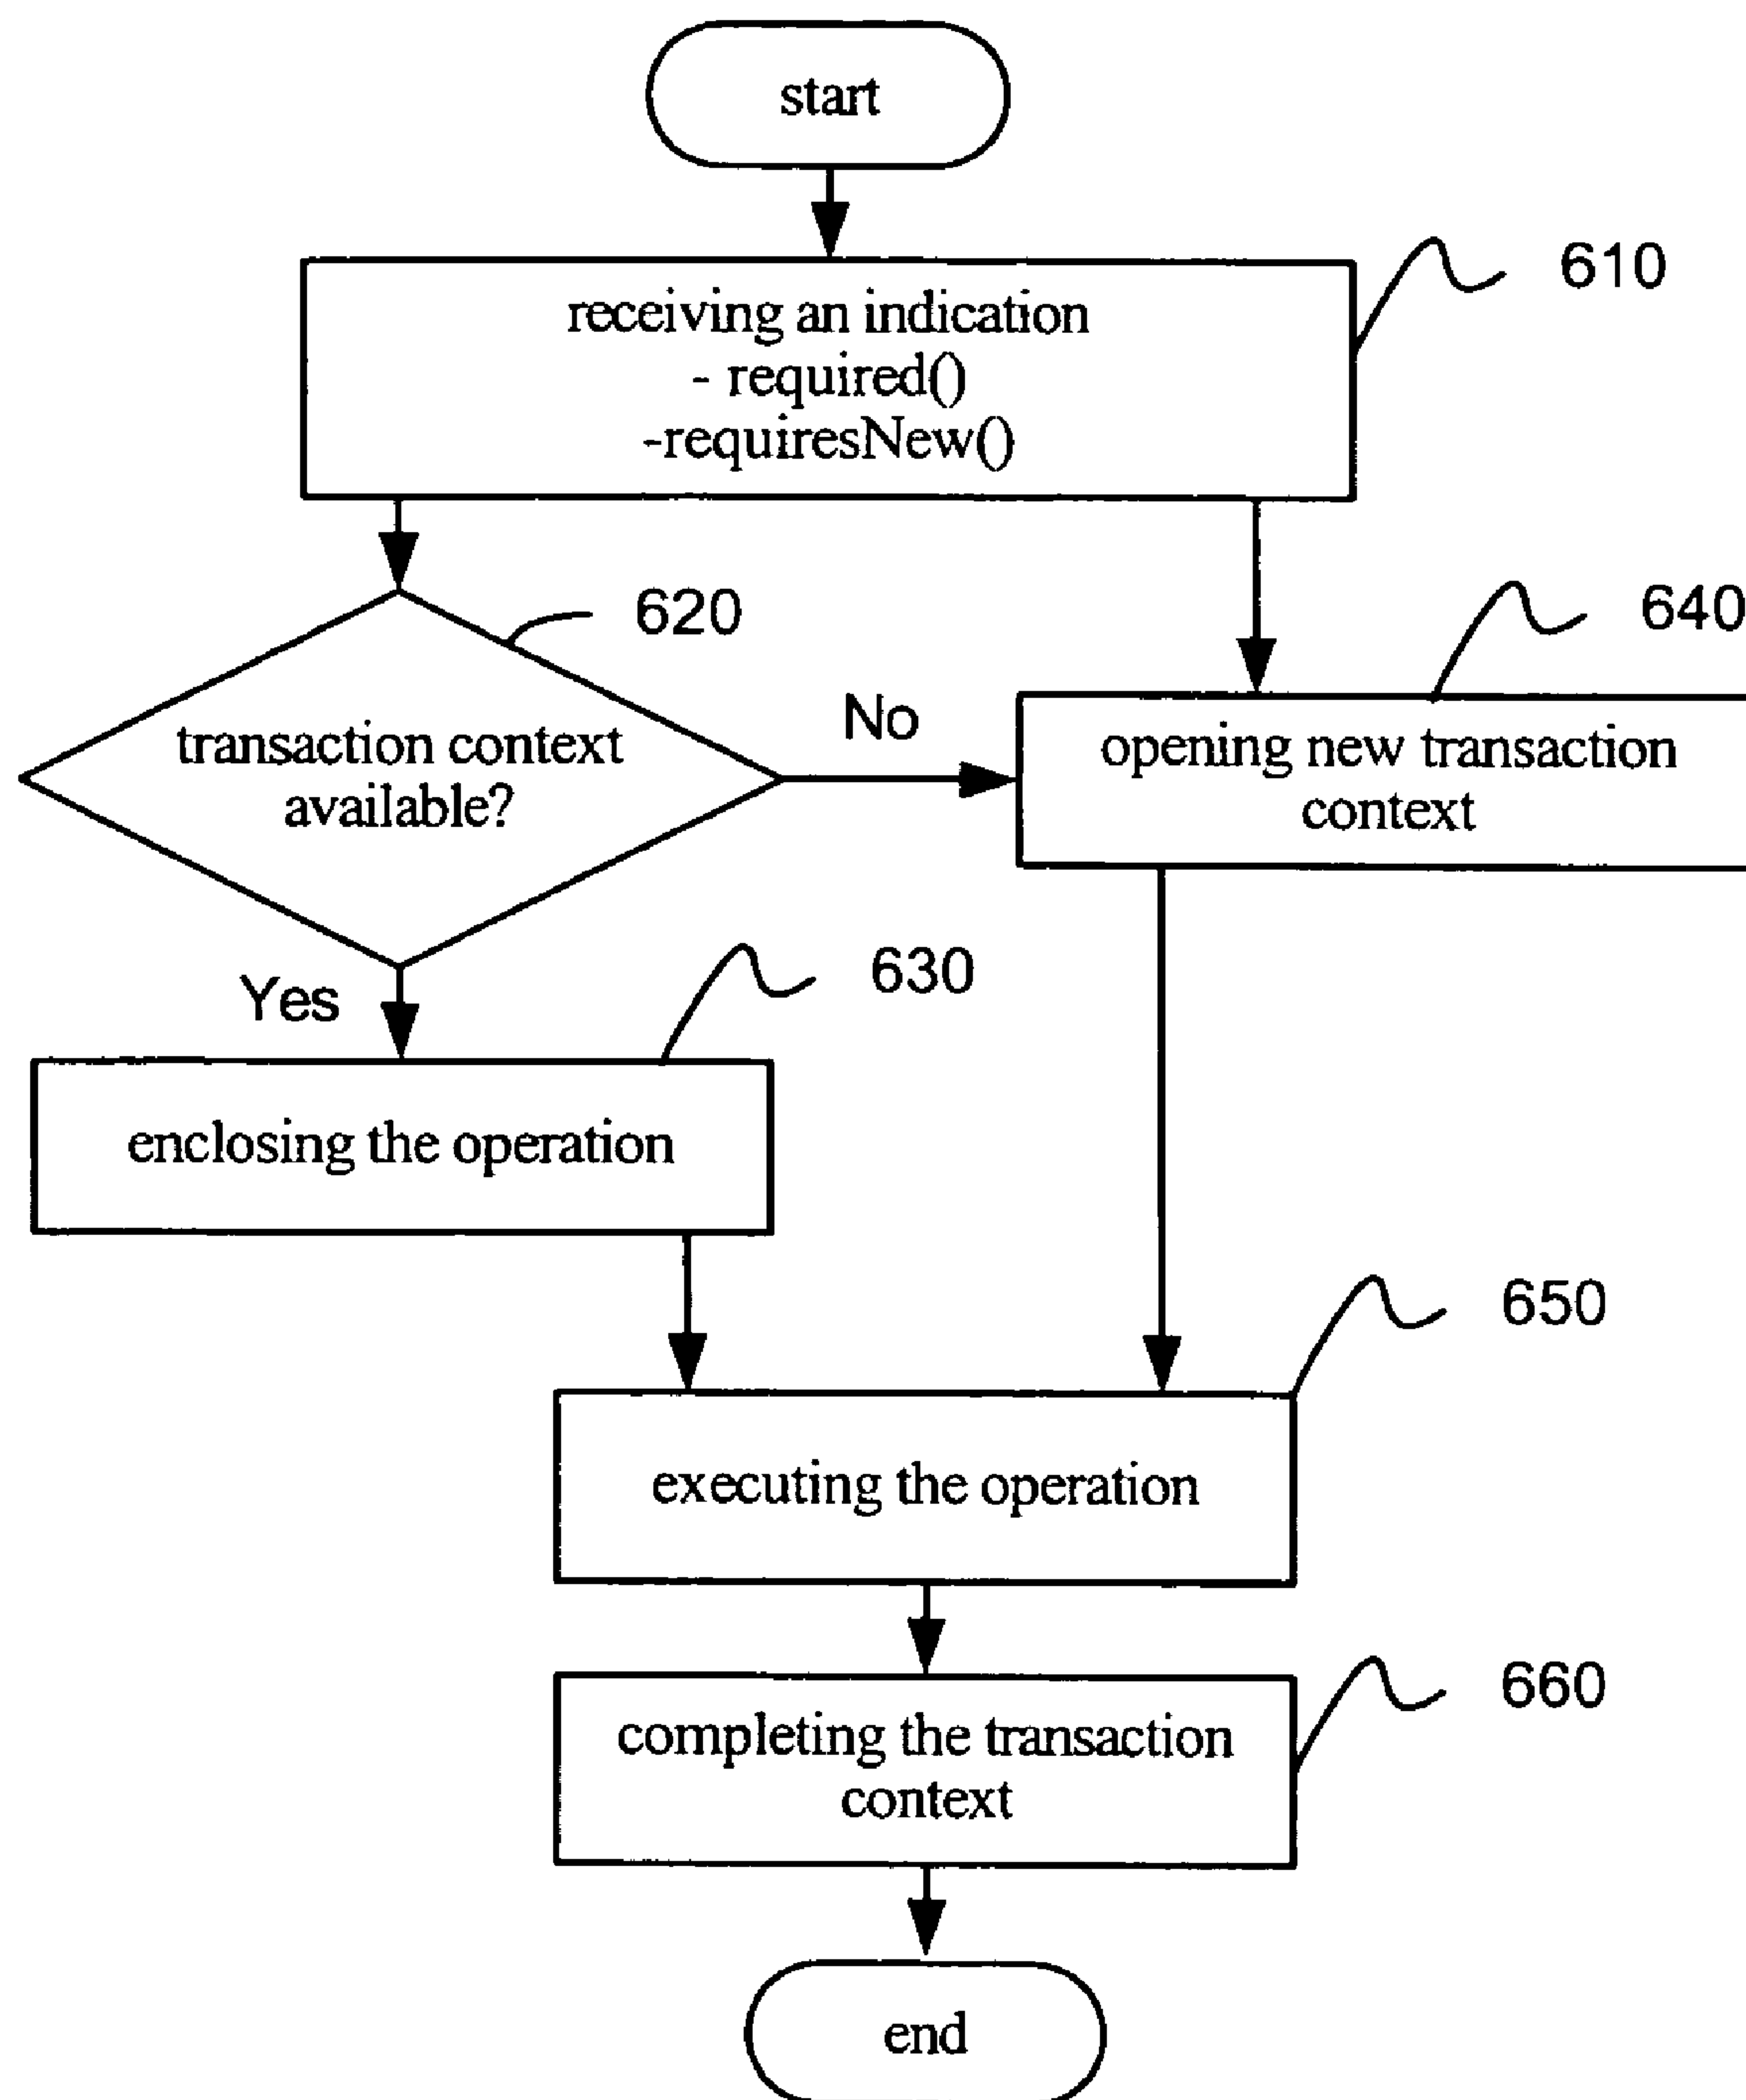 start
610
receiving an indication
- required()
-requiresNew()
620
640
transaction context
available?
No
opening new transaction
context
Yes
630
enclosing the operation
650
executing the operation
660
completing the transaction
context
end